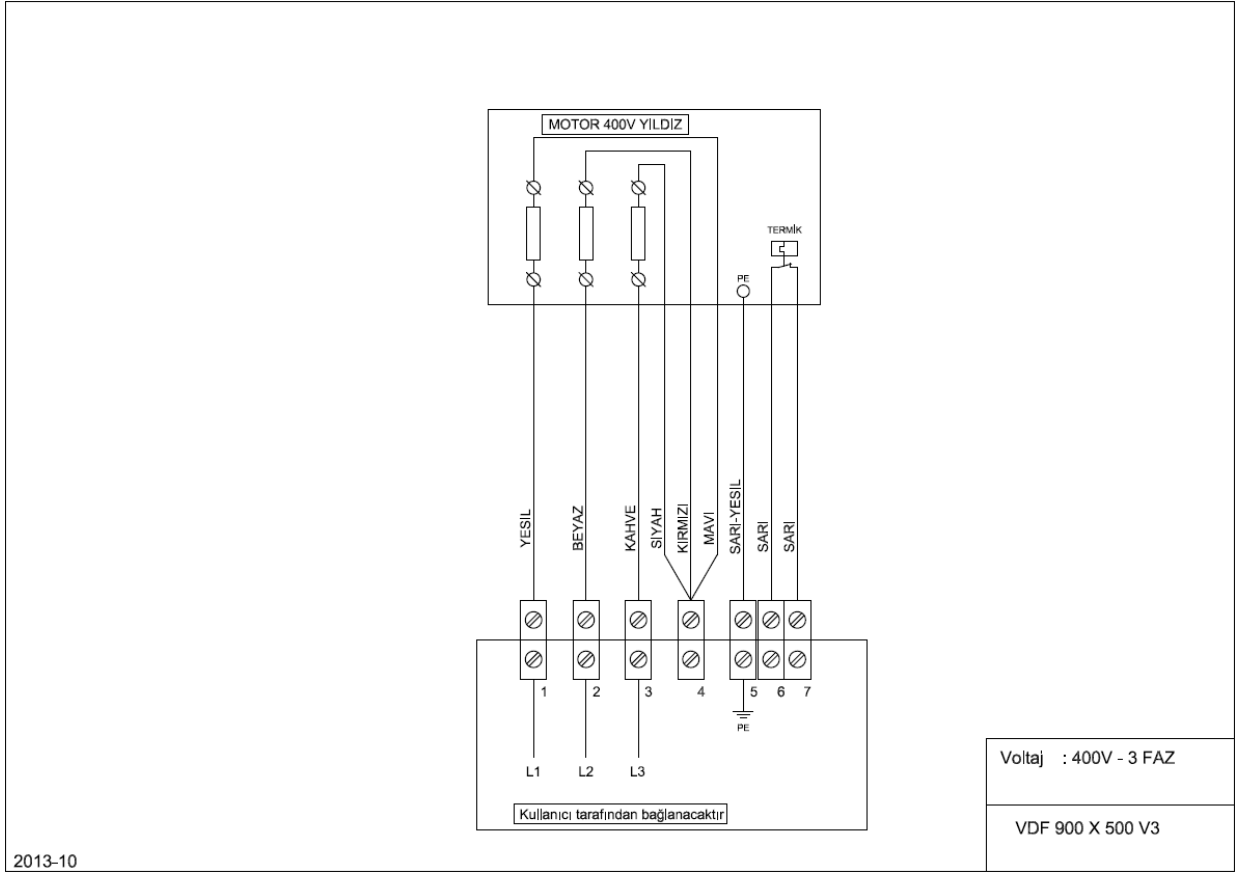 MOTOR 400V YILDIZ
TERMİK
PE
YESIL
BEYAZ
KAHVE
SIYAH
KIRMIZI
MAVI
SARI-YESIL
SARI
SARI
1
2
3
4
5
6
7
PE
L1
L2
L3
Kullanıcı tarafından bağlanacaktır
Voltaj : 400V - 3 FAZ
VDF 900 X 500 V3
2013-10